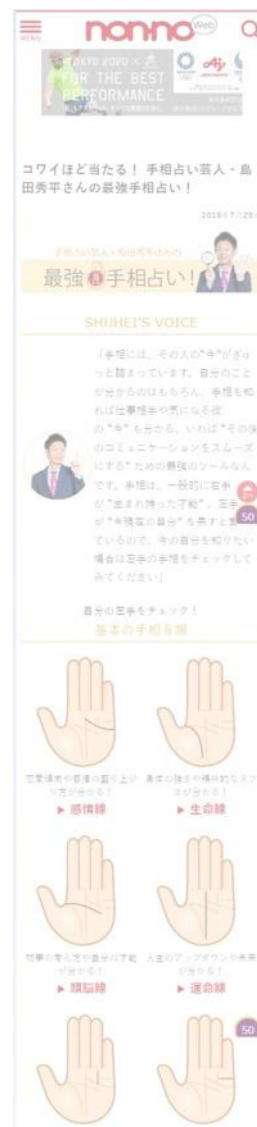 MENU
non-no Web
TOKYO 2020 ×
FOR THE BEST
PERFORMANCE
コワイほど当たる! 手相占い芸人・島
田秀平さんの最強手相占い!
手相占い芸人・島田秀平さんの
最強手相占い!
SHUHEI'S VOICE
「手相には、その人の“今”がぎゅ
っと詰まっています。自分のこと
が分かるのはもちろん、手相を知
れば仕事相手や気になる彼
の“今”も分かる、いわば“その後
のコミュニケーションをスムーズ
にする”ための最強のツールなん
です。手相は、一般的に右手
が“生まれ持った才能”、左手
が“今現在の自分”を表すと言
ているので、今の自分を知りたい
場合は左手の手相をチェックして
みてください」
50
自分の左手をチェック!
基本の手相6線
恋愛傾向や感情の盛り上が
り方が分かる!
▶ 感情線
身体の強さや精神的なタフ
さが分かる!
▶ 生命線
物事の考え方や自分の才能
が分かる!
▶ 頭脳線
人生のアップダウンや未来
が分かる!
▶ 運命線
50